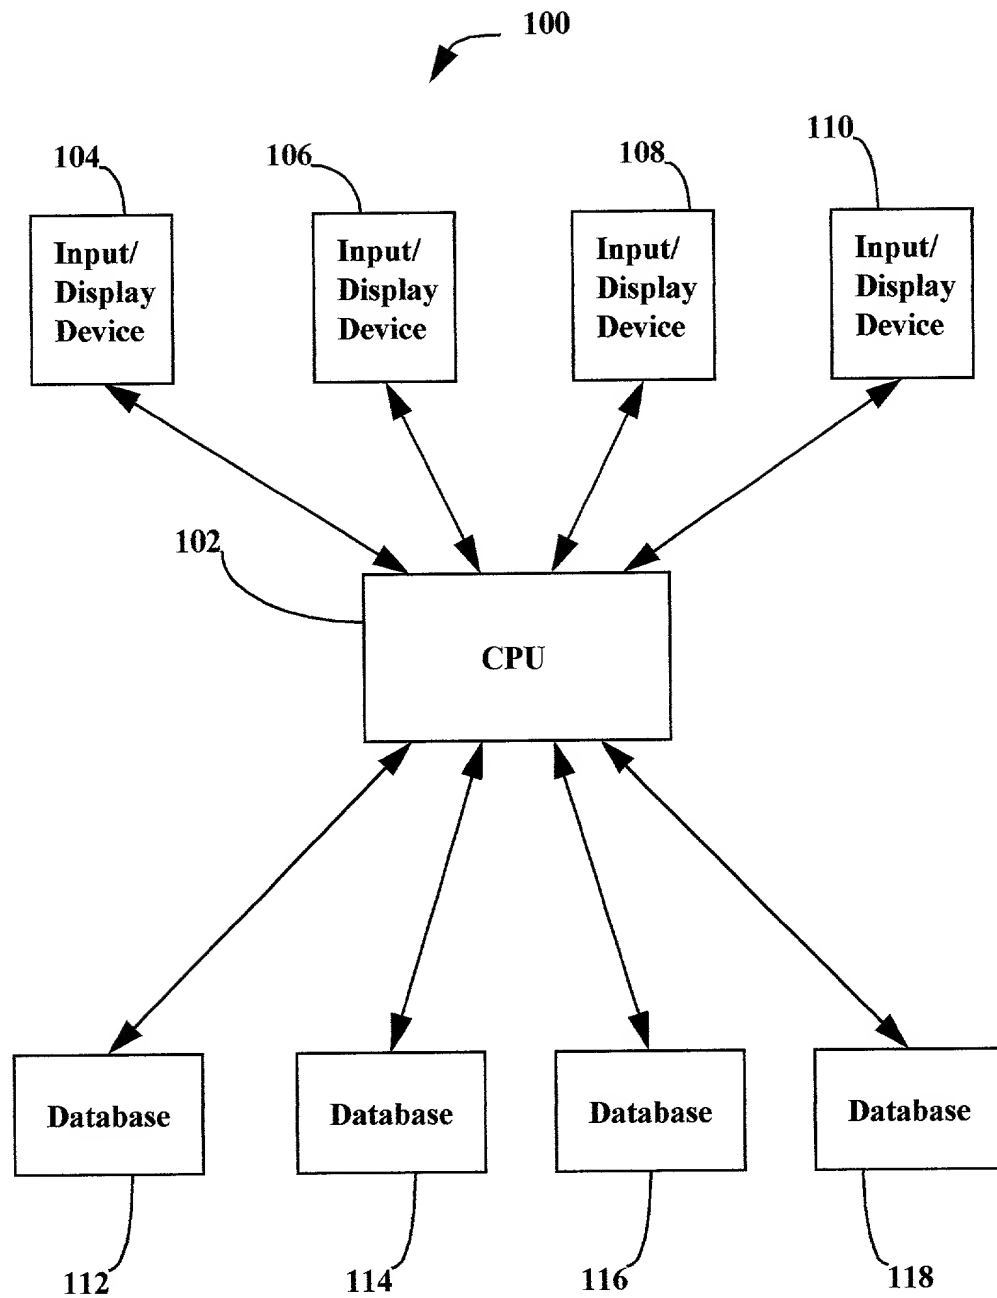 100
104
106
108
110
Input/
Display
Device
Input/
Display
Device
Input/
Display
Device
Input/
Display
Device
102
CPU
Database
Database
Database
Database
112
114
116
118